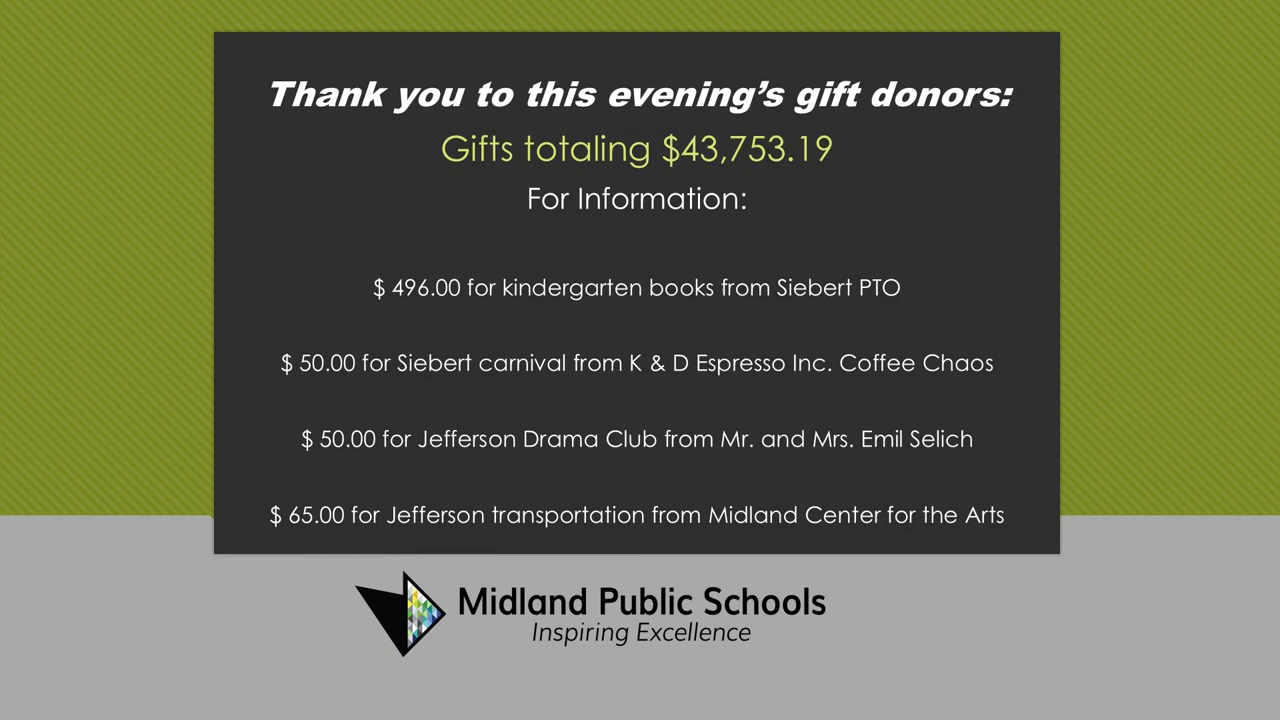 Thank you to this evening’s gift donors:
Gifts totaling $43,753.19
For Information:
$ 496.00 for kindergarten books from Siebert PTO
$ 50.00 for Siebert carnival from K & D Espresso Inc. Coffee Chaos
$ 50.00 for Jefferson Drama Club from Mr. and Mrs. Emil Selich
$ 65.00 for Jefferson transportation from Midland Center for the Arts
Midland Public Schools
Inspiring Excellence